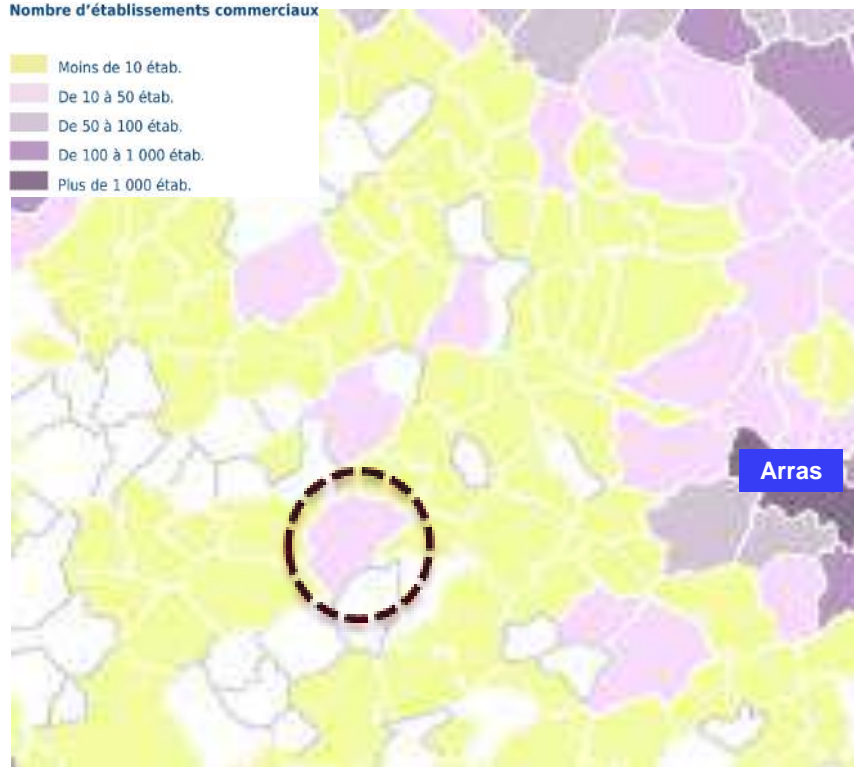 Nombre d'établissements commerciaux
Moins de 10 étab.
De 10 à 50 étab.
De 50 à 100 étab.
De 100 à 1 000 étab.
Plus de 1 000 étab.
Arras